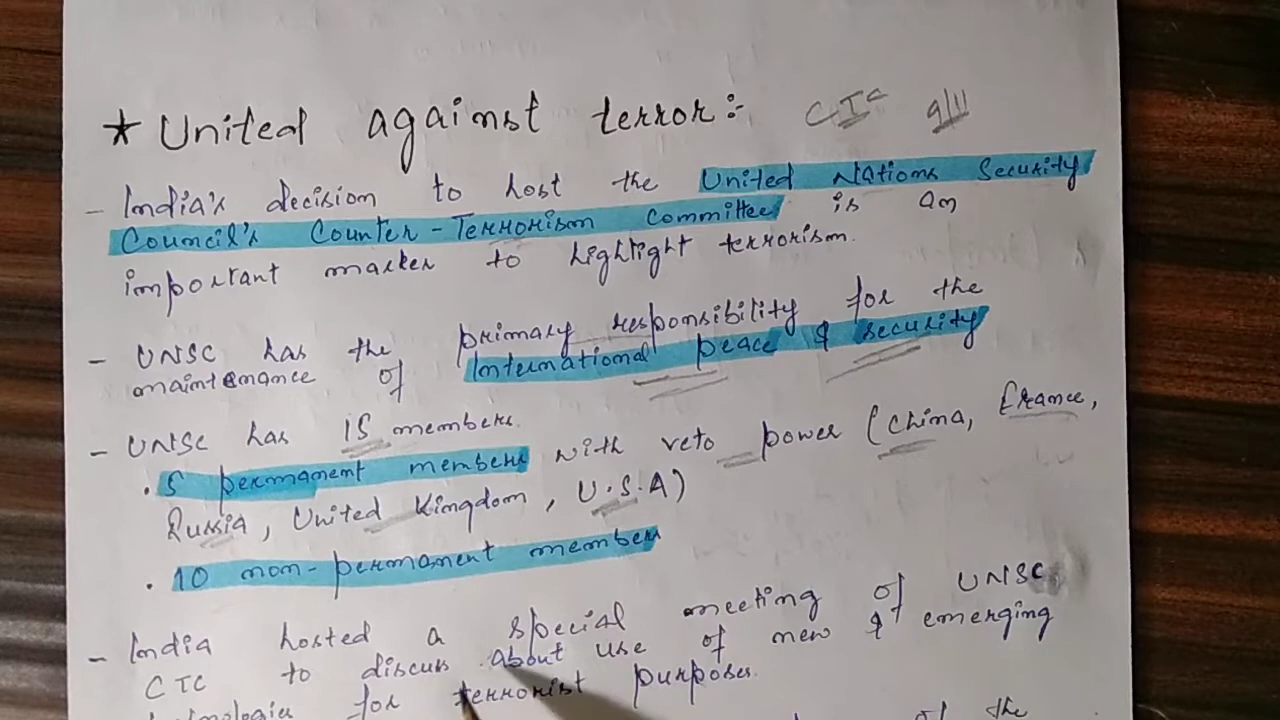 ★ United against terror:- CTC 9/11
- India's decision to host the United Nations Security
Council's Counter-Terrorism Committee is an
important marker to highlight terrorism.
- UNSC has the primary responsibility for the
maintenance of International peace & security
- UNSC has 15 members.
. 5 permanent members with veto power (China, France,
Russia, United Kingdom, U.S.A)
. 10 non-permanent members
- India hosted a special meeting of UNSC
CTC to discuss about use of new & emerging
technologies for terrorist purposes.
of the